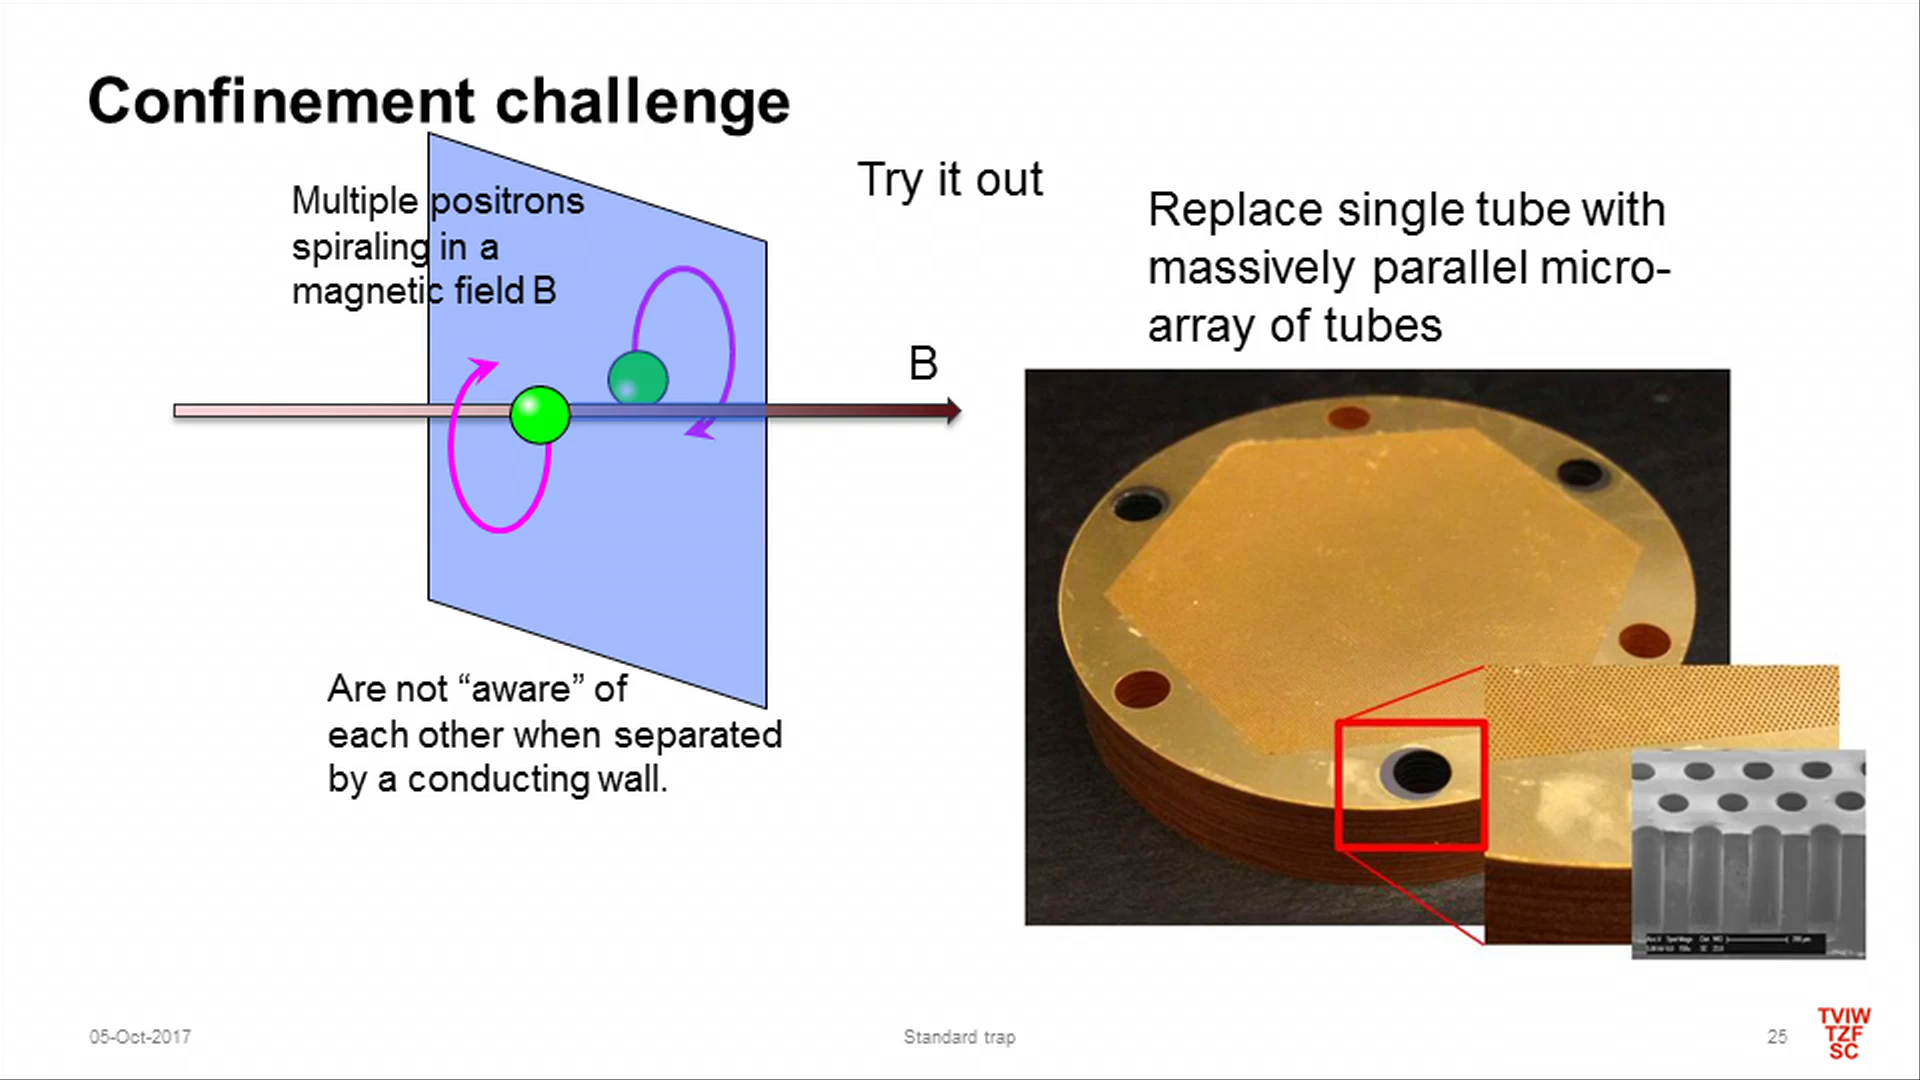 Confinement challenge
Multiple positrons
spiraling in a
magnetic field B
Try it out
Replace single tube with
massively parallel micro-
array of tubes
B
Are not “aware” of
each other when separated
by a conducting wall.
05-Oct-2017
Standard trap
25
TVIW
TZF
SC